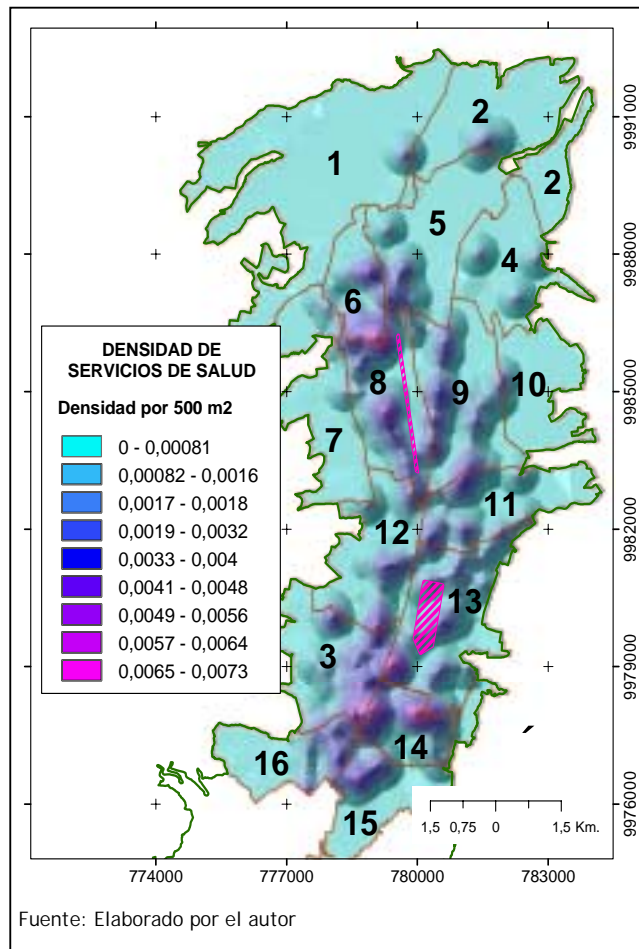 2
1
2
5
4
6
8
9
10
7
11
12
13
3
14
16
15
DENSIDAD DE
SERVICIOS DE SALUD
Densidad por 500 m2
0 - 0,00081
0,00082 - 0,0016
0,0017 - 0,0018
0,0019 - 0,0032
0,0033 - 0,004
0,0041 - 0,0048
0,0049 - 0,0056
0,0057 - 0,0064
0,0065 - 0,0073
9991000
9988000
9985000
9982000
9979000
9976000
1,5 0,75 0 1,5 Km.
774000 777000 780000 783000
Fuente: Elaborado por el autor